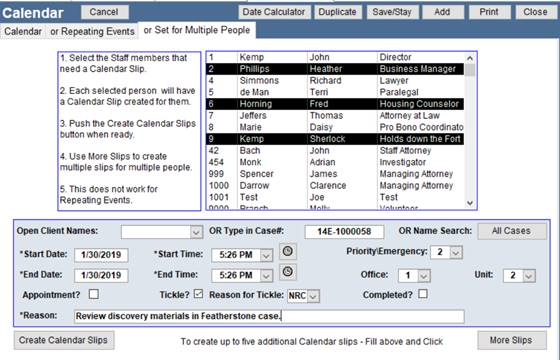 Calendar Cancel Date Calculator Duplicate Save/Stay Add Print Close
Calendar or Repeating Events or Set for Multiple People
1. Select the Staff members that
need a Calendar Slip.
2. Each selected person will have
a Calendar Slip created for them.
3. Push the Create Calendar Slips
button when ready.
4. Use More Slips to create
multiple slips for multiple people.
5. This does not work for
Repeating Events.
1 Kemp John Director
2 Phillips Heather Business Manager
4 Simmons Richard Lawyer
5 de Man Terri Paralegal
6 Horning Fred Housing Counselor
7 Jeffers Thomas Attorney at Law
8 Marie Daisy Pro Bono Coordinato
9 Kemp Sherlock Holds down the Fort
42 Bach John Staff Attorney
454 Monk Adrian Investigator
999 Spencer James Managing Attorney
1000 Darrow Clarence Managing Attorney
1001 Test Joe Test
9000 Branch Molly Volunteer
Open Client Names: OR Type in Case#: 14E-1000058 OR Name Search: All Cases
*Start Date: 1/30/2019 *Start Time: 5:26 PM Priority\Emergency: 2
*End Date: 1/30/2019 *End Time: 5:26 PM Office: 1 Unit: 2
Appointment? Tickle? Reason for Tickle: NRC Completed?
*Reason: Review discovery materials in Featherstone case.
Create Calendar Slips To create up to five additional Calendar slips - Fill above and Click More Slips